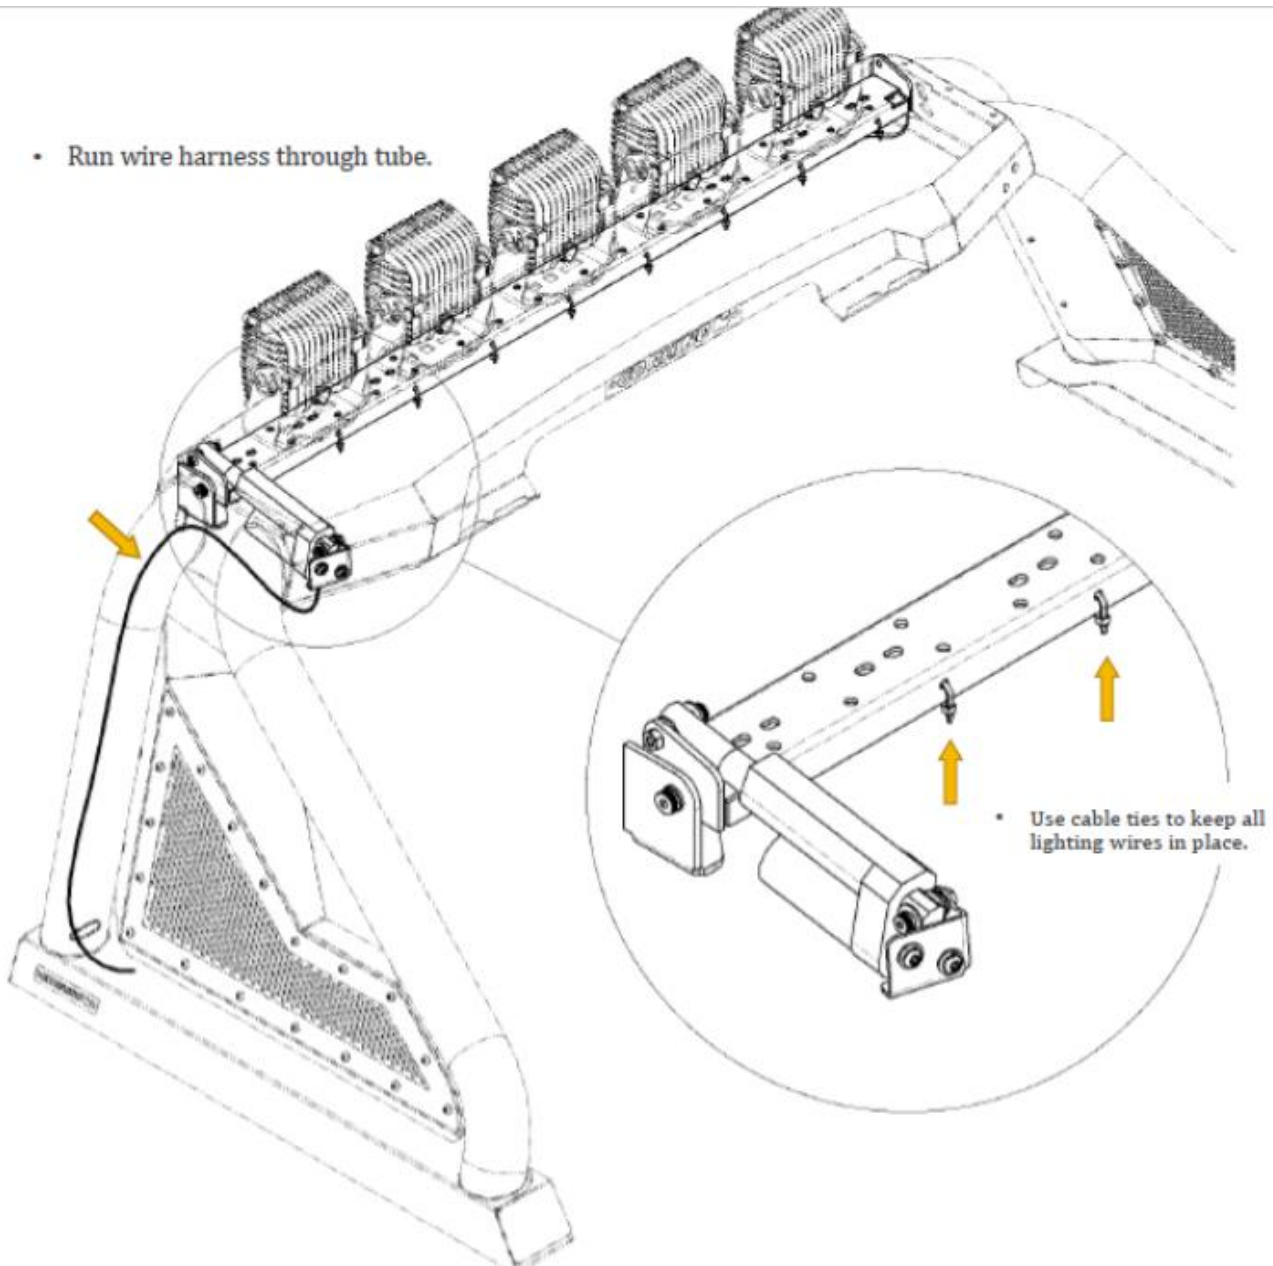 • Run wire harness through tube.
• Use cable ties to keep all
lighting wires in place.